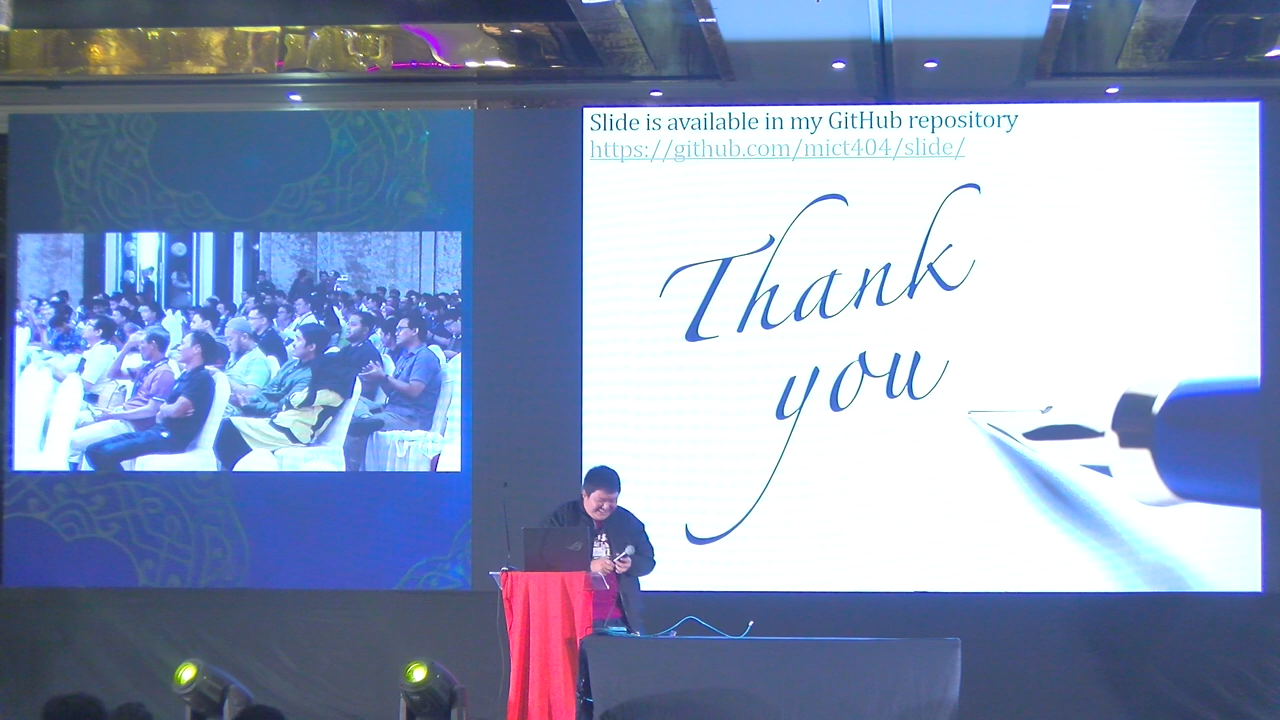 Slide is available in my GitHub repository
https://github.com/mict404/slide/
Thank
you